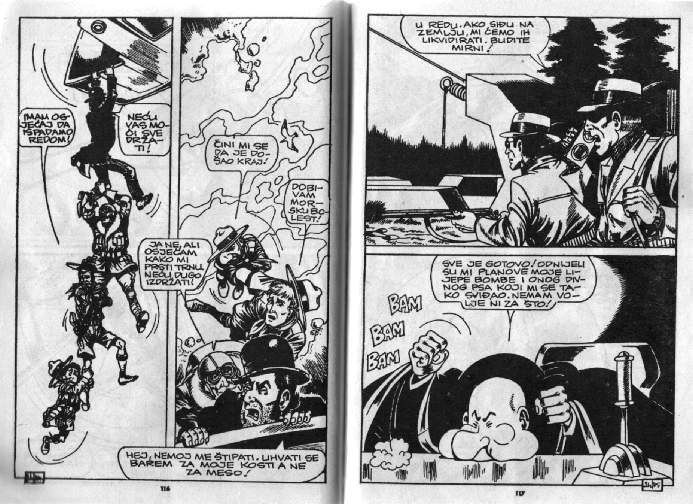 IMAM OS-
JEĆAJ DA
ISPADAMO
REDOM!
NEĆU
VAS MO-
ĆI SVE
DRŽA-
TI!
ČINI MI SE
DA JE DO-
ŠAO KRAJ!
DOBI-
VAM
MOR-
SKU BO-
LEST!
JA NE, ALI
OSJEĆAM
KAKO MI
PRSTI TRNU.
NEĆU DUGO
IZDRŽATI!
HEJ, NEMOJ ME ŠTIPATI. UHVATI SE
BAREM ZA MOJE KOSTI A NE
ZA MESO!
116
U REDU. AKO SIĐU NA
ZEMLJU, MI ĆEMO IH
LIKVIDIRATI. BUDITE
MIRNI!
SVE JE GOTOVO! ODNIJELI
SU MI PLANOVE MOJE LI-
JEPE BOMBE I ONOG DIV-
NOG PSA KOJI MI SE TA-
KO SVIĐAO. NEMAM VO-
LJE NI ZA ŠTO!
BAM
BAM
BAM
117